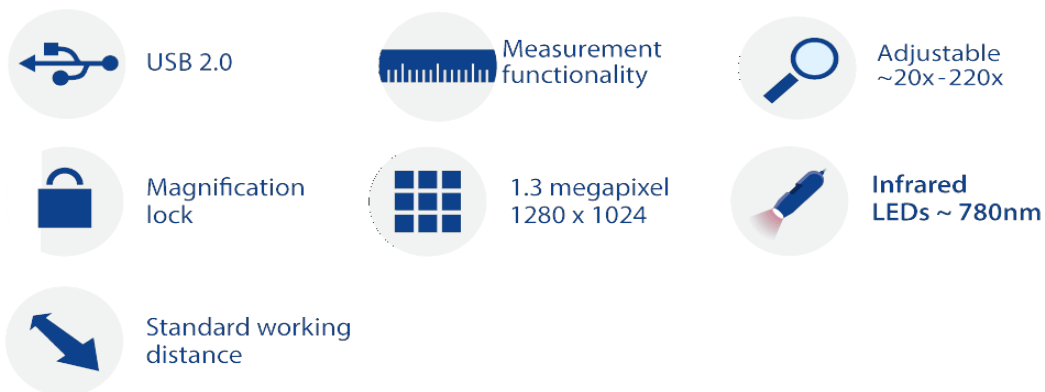 USB 2.0
Measurement
functionality
Adjustable
~20x-220x
Magnification
lock
1.3 megapixel
1280 x 1024
Infrared
LEDs ~ 780nm
Standard working
distance